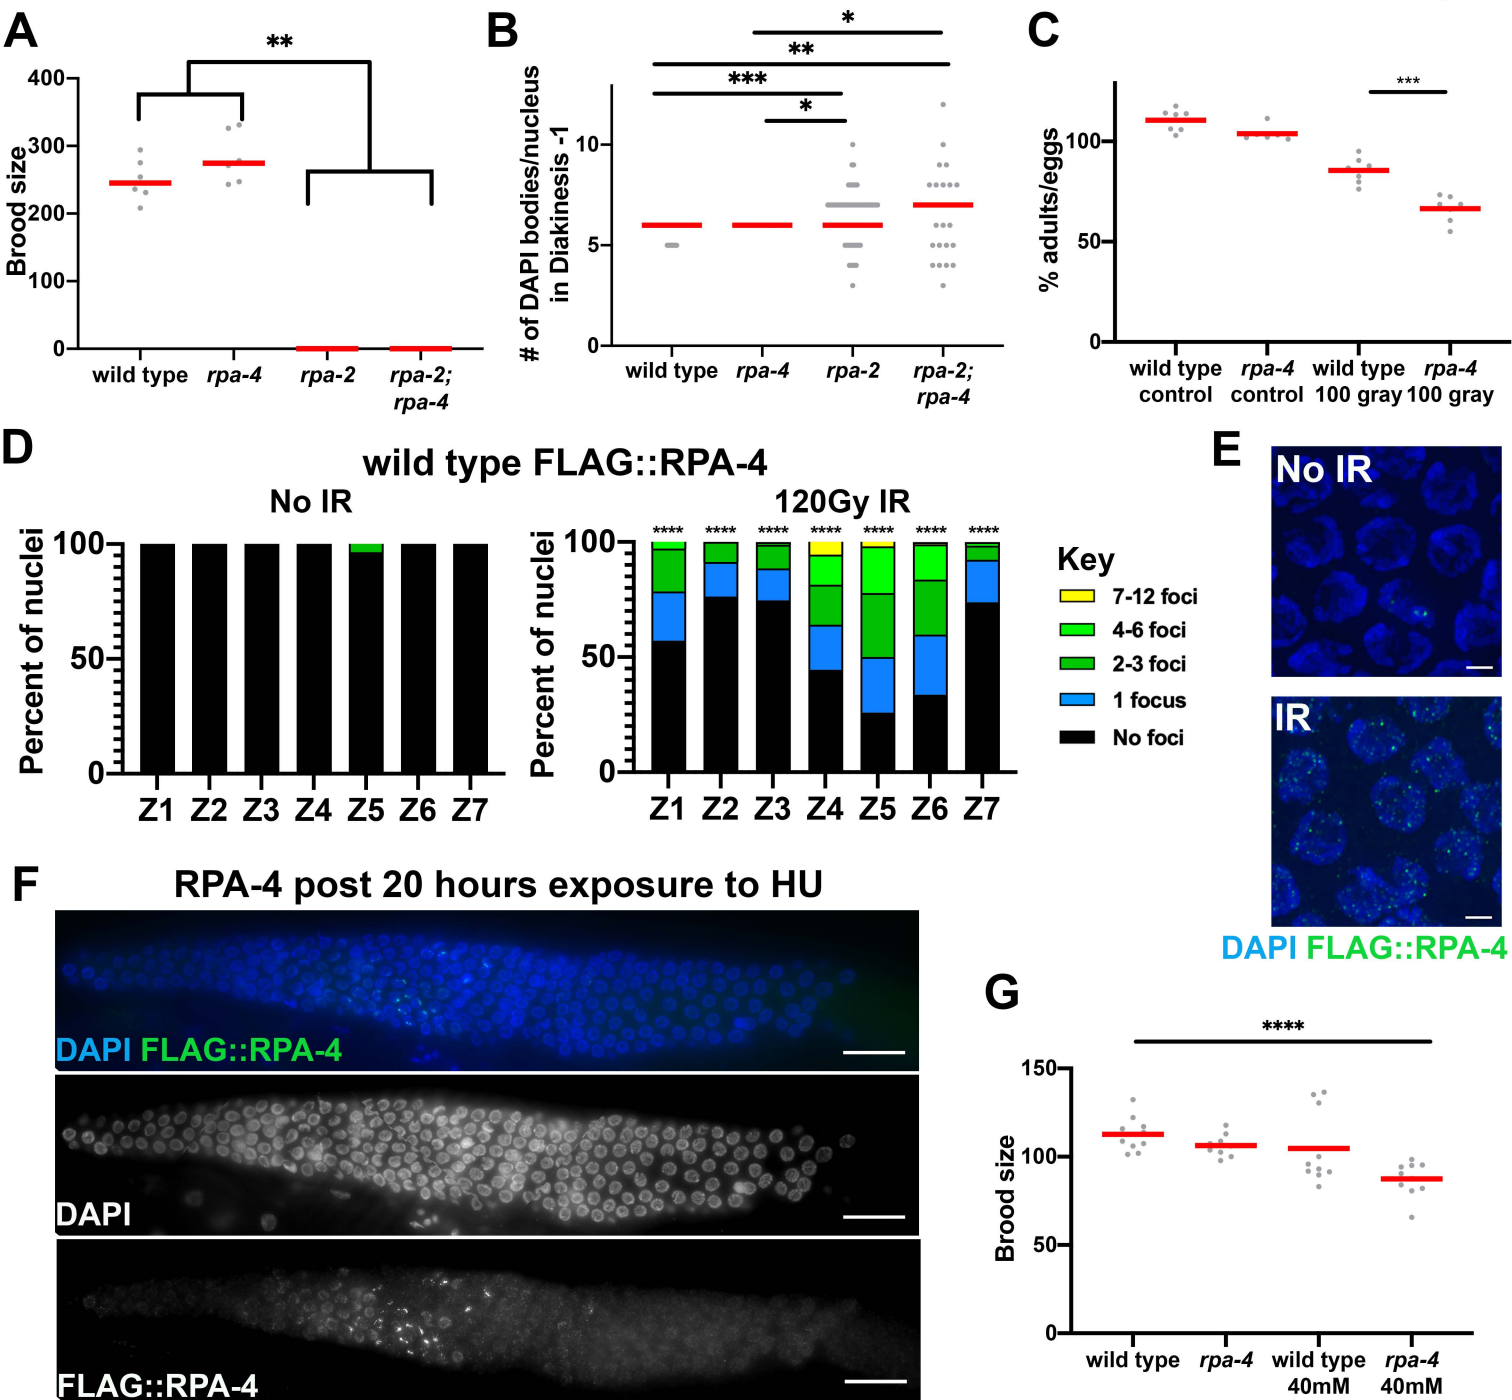 A
**
400
300
200
100
0
Brood size
wild type
rpa-4
rpa-2
rpa-2;
rpa-4
B
*
**
***
*
# of DAPI bodies/nucleus
in Diakinesis -1
10
5
0
wild type
rpa-4
rpa-2
rpa-2;
rpa-4
C
***
% adults/eggs
100
50
0
wild type
control
rpa-4
control
wild type
100 gray
rpa-4
100 gray
D
wild type FLAG::RPA-4
No IR
Percent of nuclei
100
50
0
Z1 Z2 Z3 Z4 Z5 Z6 Z7
120Gy IR
**** **** **** **** **** **** ****
Percent of nuclei
100
50
0
Z1 Z2 Z3 Z4 Z5 Z6 Z7
Key
7-12 foci
4-6 foci
2-3 foci
1 focus
No foci
E
No IR
IR
DAPI FLAG::RPA-4
F
RPA-4 post 20 hours exposure to HU
DAPI FLAG::RPA-4
DAPI
FLAG::RPA-4
G
****
Brood size
150
100
50
0
wild type
rpa-4
wild type
40mM
rpa-4
40mM